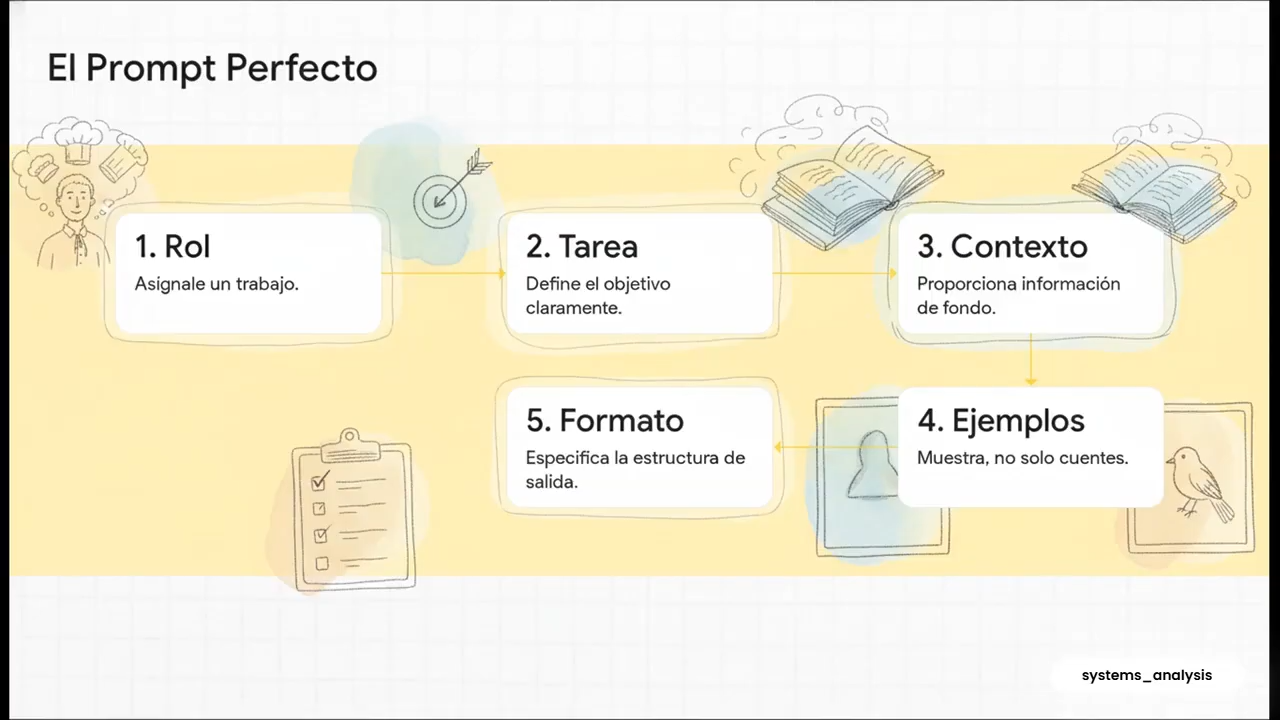 El Prompt Perfecto
1. Rol
Asígnale un trabajo.
2. Tarea
Define el objetivo
claramente.
3. Contexto
Proporciona información
de fondo.
4. Ejemplos
Muestra, no solo cuentes.
5. Formato
Especifica la estructura de
salida.
systems_analysis